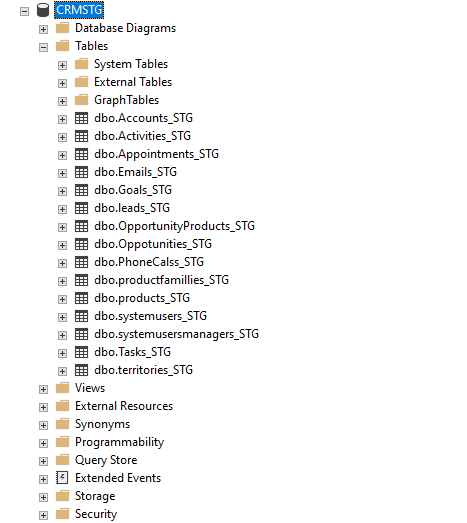 CRMSTG
Database Diagrams
Tables
System Tables
External Tables
GraphTables
dbo.Accounts_STG
dbo.Activities_STG
dbo.Appointments_STG
dbo.Emails_STG
dbo.Goals_STG
dbo.leads_STG
dbo.OpportunityProducts_STG
dbo.Oppotunities_STG
dbo.PhoneCalss_STG
dbo.productfamillies_STG
dbo.products_STG
dbo.systemusers_STG
dbo.systemusersmanagers_STG
dbo.Tasks_STG
dbo.territories_STG
Views
External Resources
Synonyms
Programmability
Query Store
Extended Events
Storage
Security